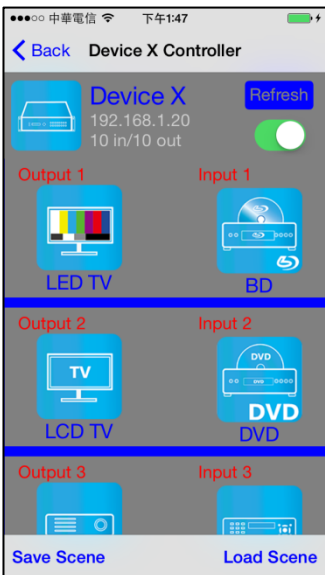 中華電信 下午1:47
Back Device X Controller
Device X Refresh
192.168.1.20
10 in/10 out
Output 1 Input 1
LED TV BD
Output 2 Input 2
TV DVD
DVD
LCD TV DVD
Output 3 Input 3
Save Scene Load Scene